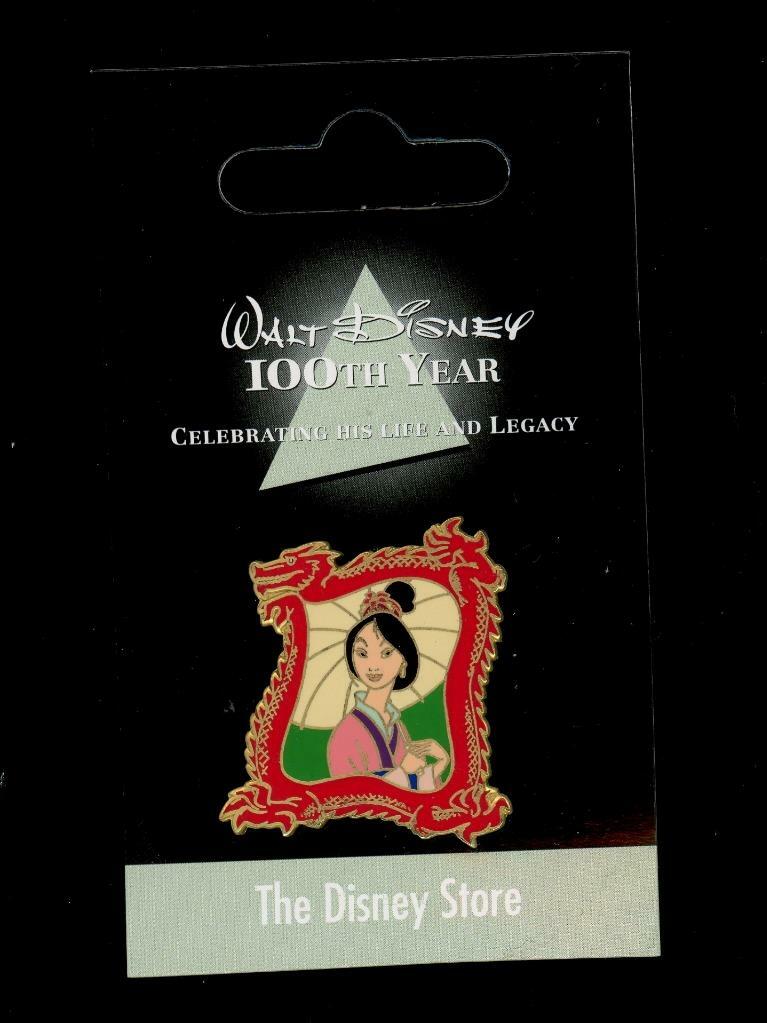 Walt Disney
100th Year
Celebrating his life and Legacy
The Disney Store